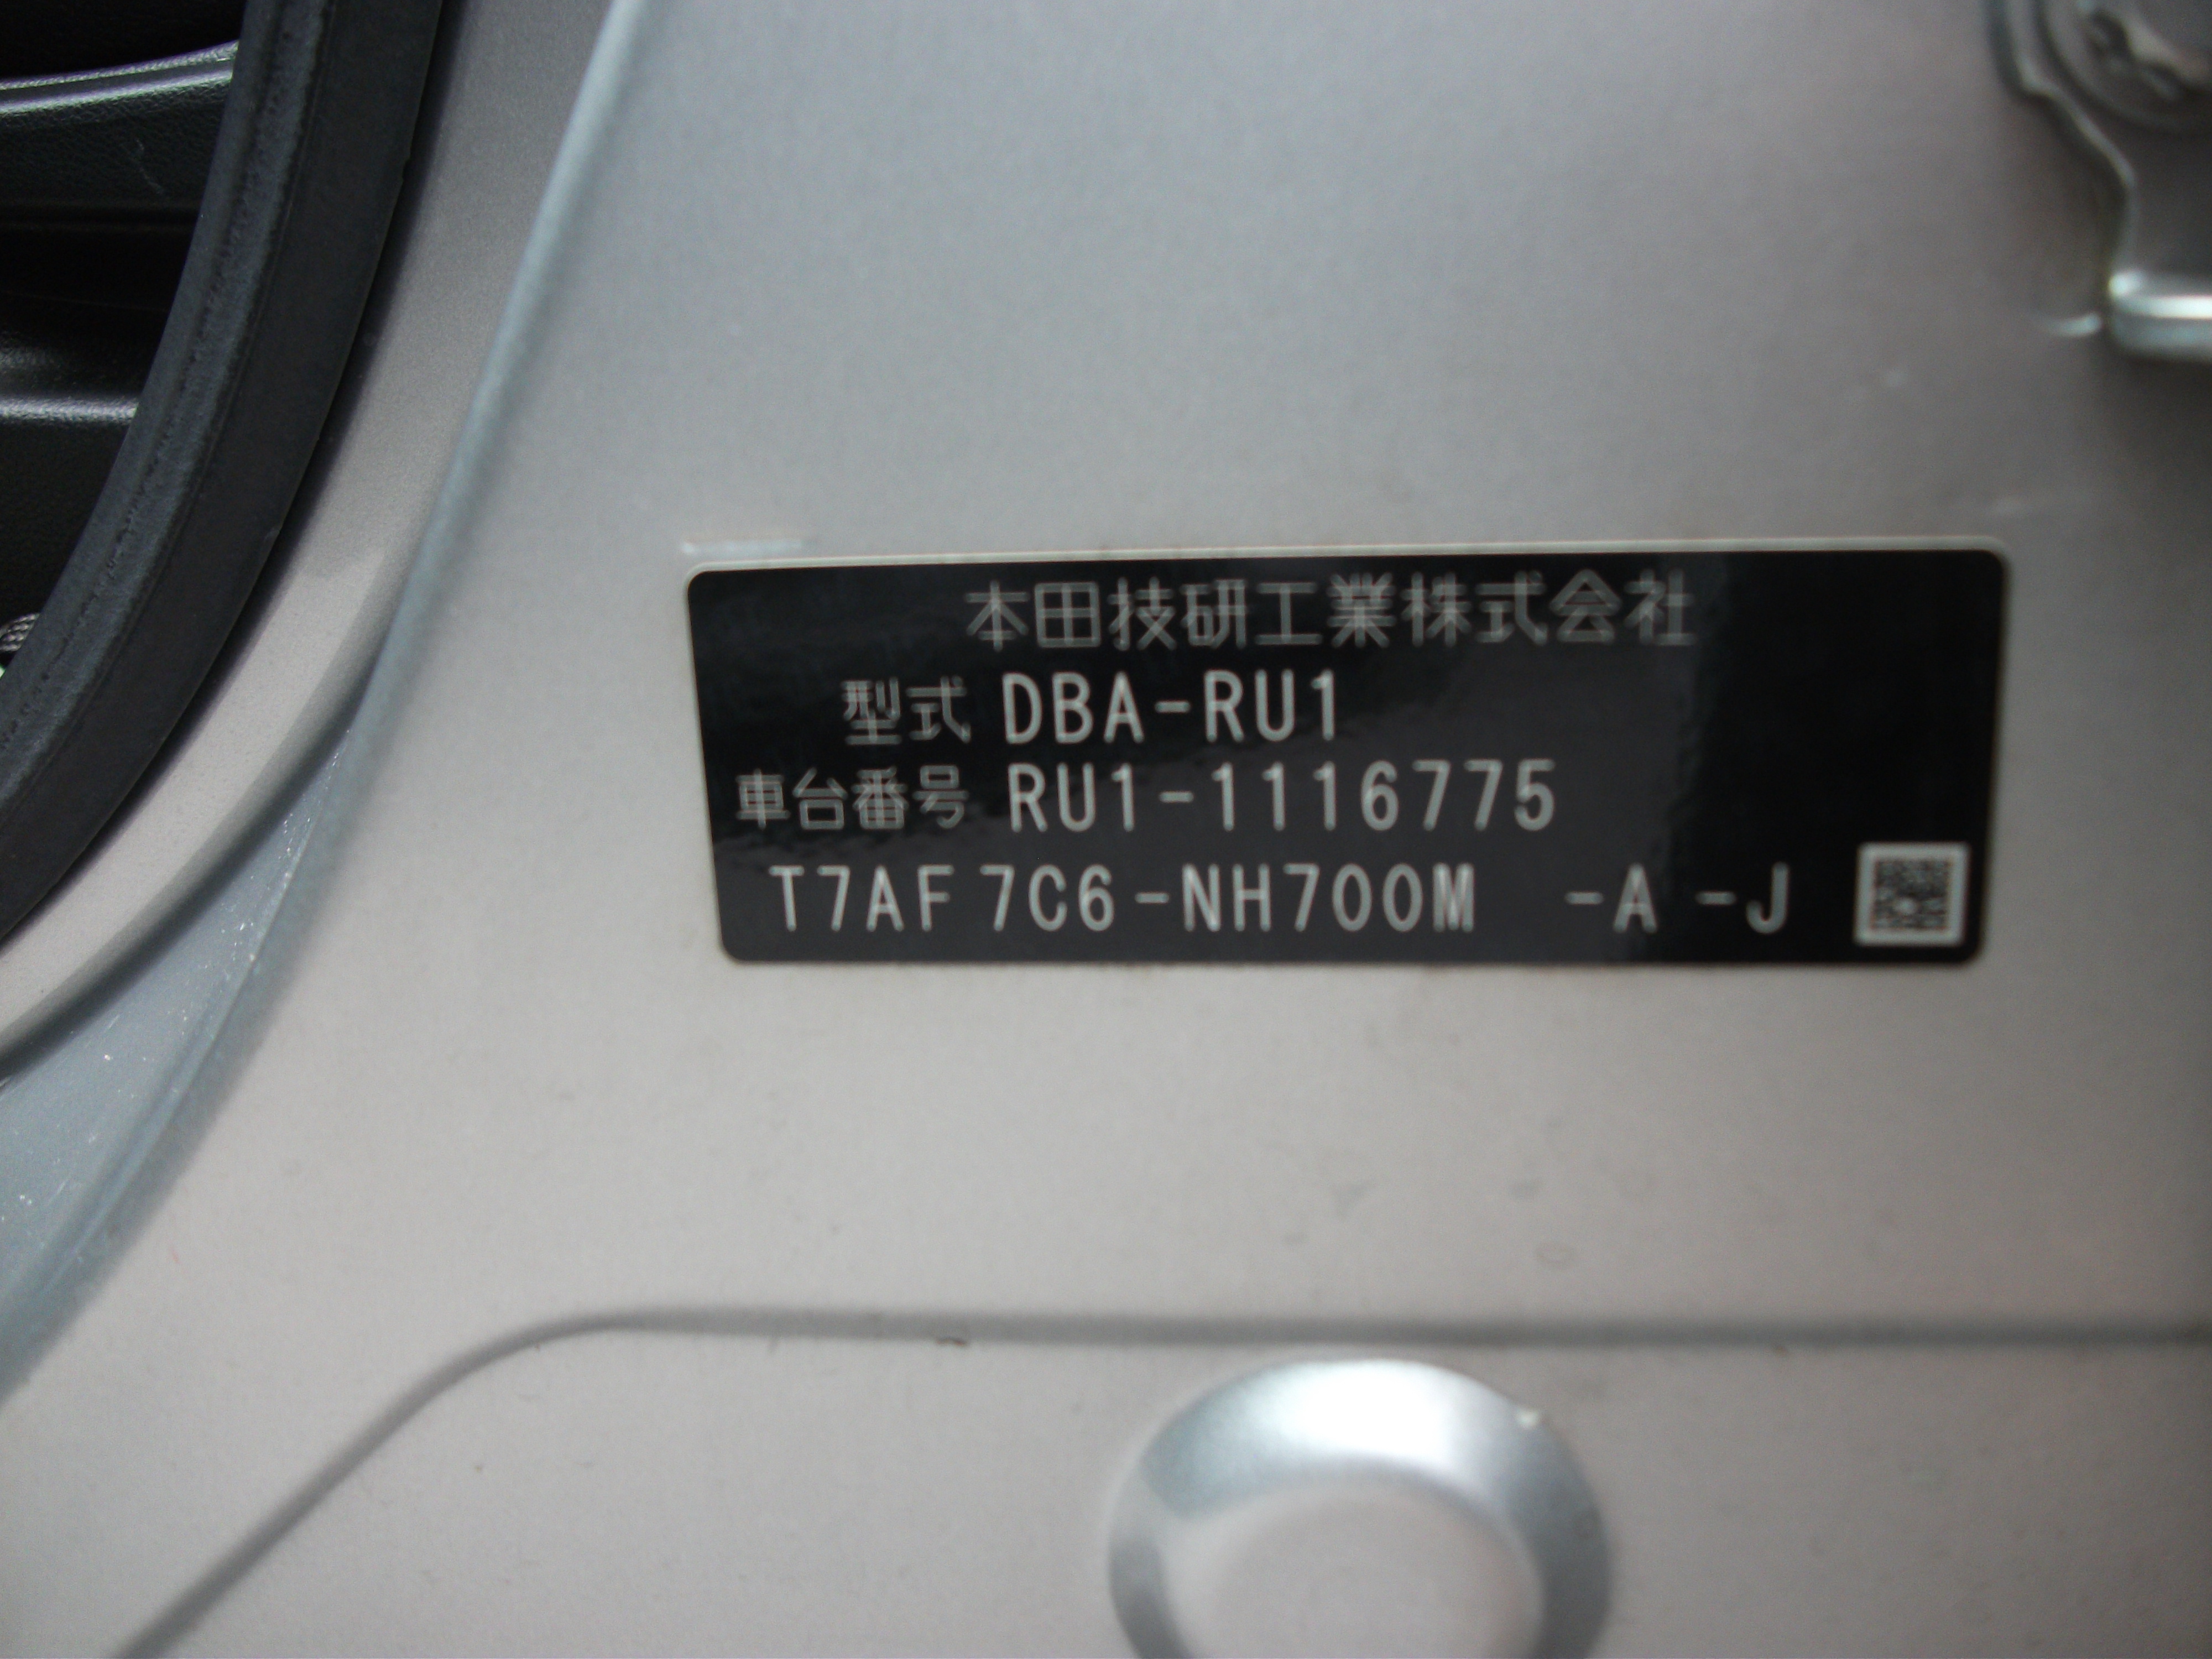 本田技研工業株式会社
型式 DBA-RU1
車台番号 RU1-1116775
T7AF 7C6-NH700M -A -J